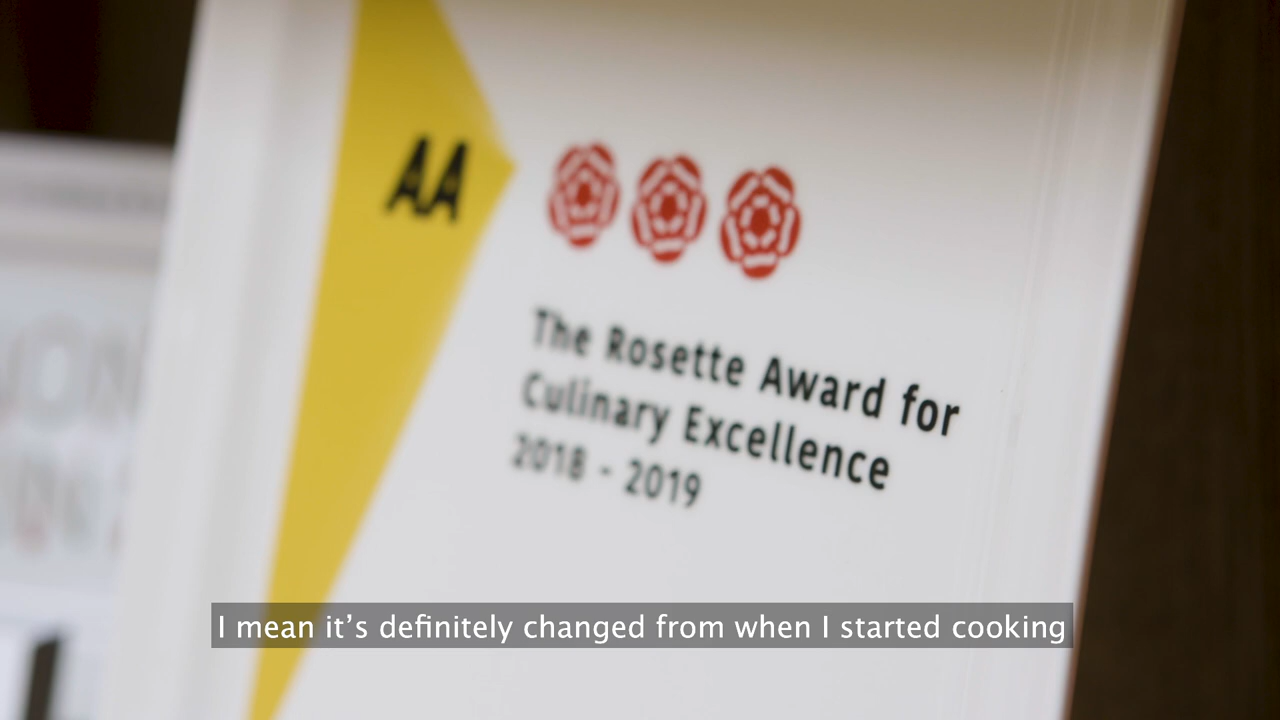 AA
The Rosette Award for
Culinary Excellence
2018 - 2019
I mean it’s definitely changed from when I started cooking